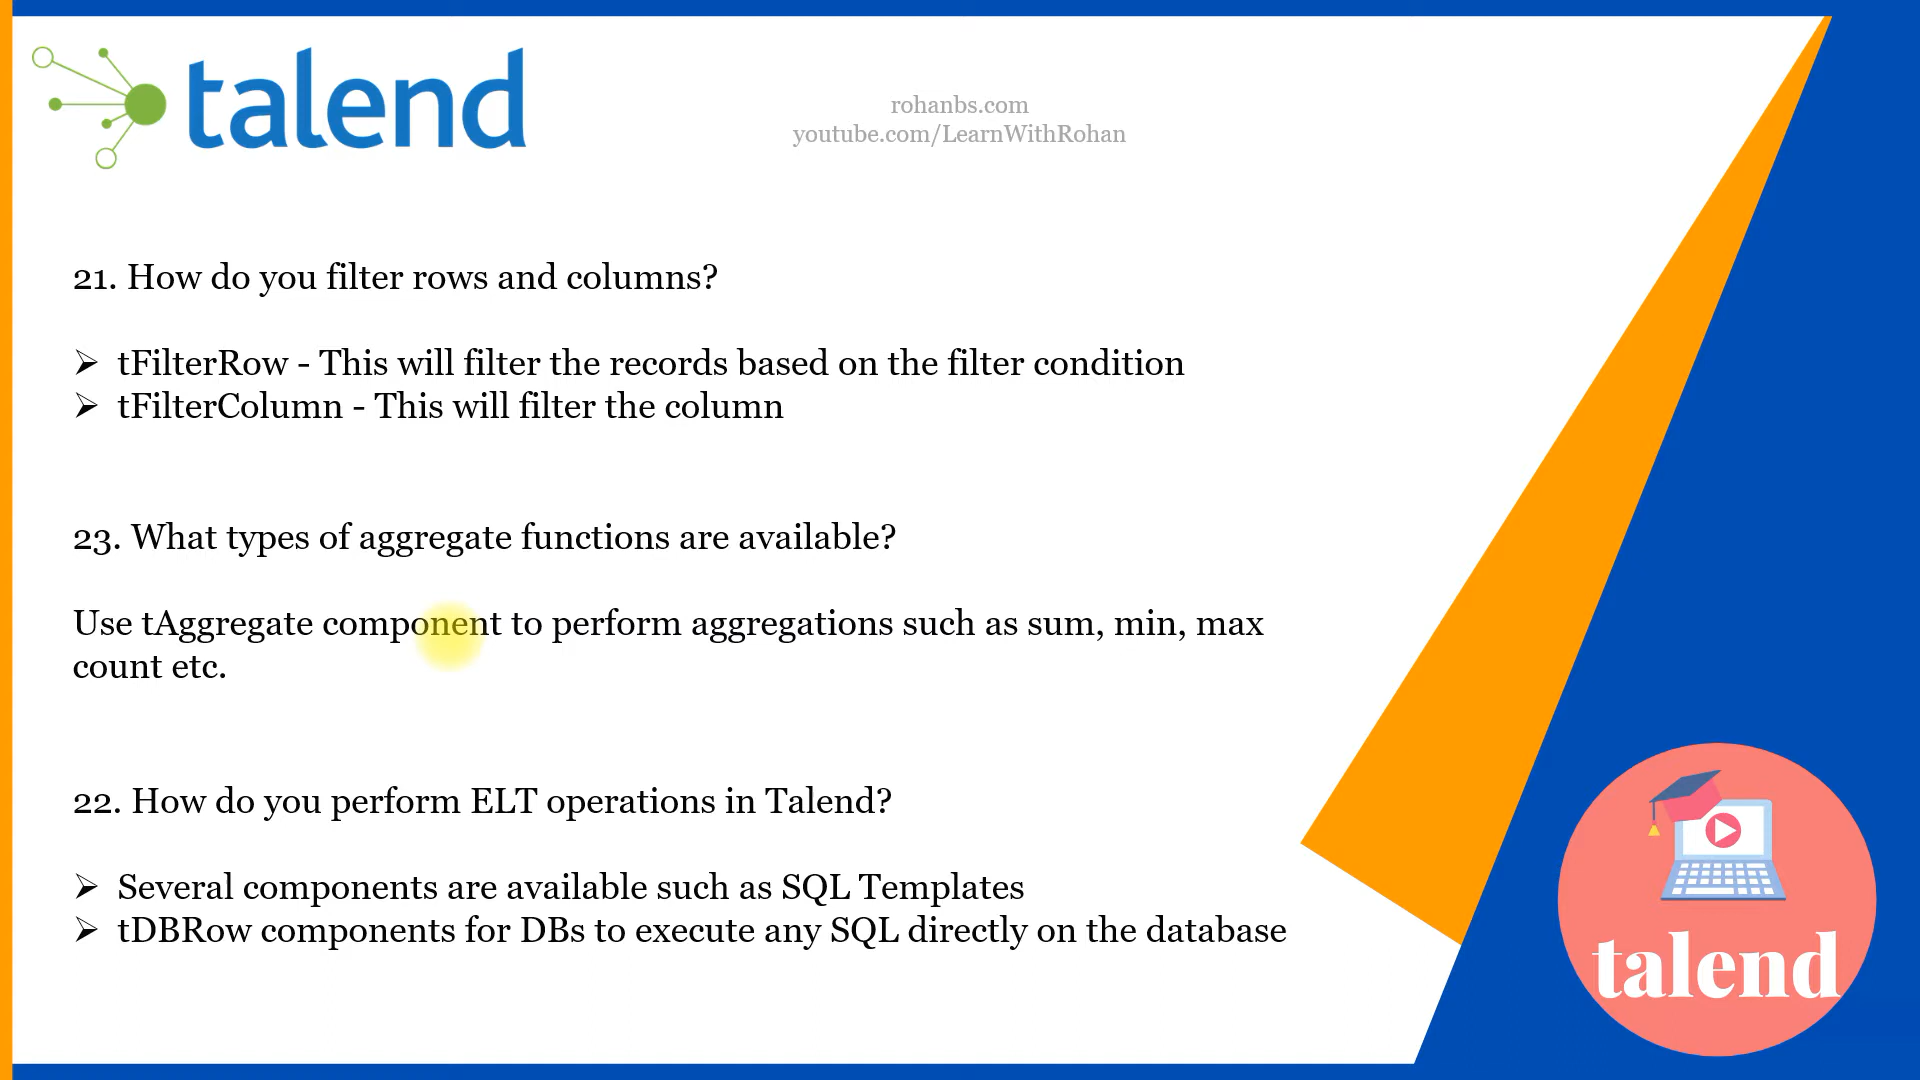 talend
rohanbs.com
youtube.com/LearnWithRohan
21. How do you filter rows and columns?
➢ tFilterRow - This will filter the records based on the filter condition
➢ tFilterColumn - This will filter the column
23. What types of aggregate functions are available?
Use tAggregate component to perform aggregations such as sum, min, max
count etc.
22. How do you perform ELT operations in Talend?
➢ Several components are available such as SQL Templates
➢ tDBRow components for DBs to execute any SQL directly on the database
talend